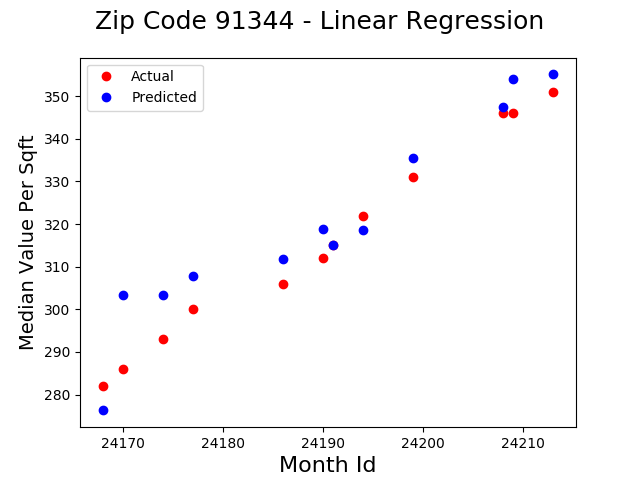 Zip Code 91344 - Linear Regression
Actual
Predicted
350
340
330
320
310
300
290
280
Median Value Per Sqft
24170 24180 24190 24200 24210
Month Id